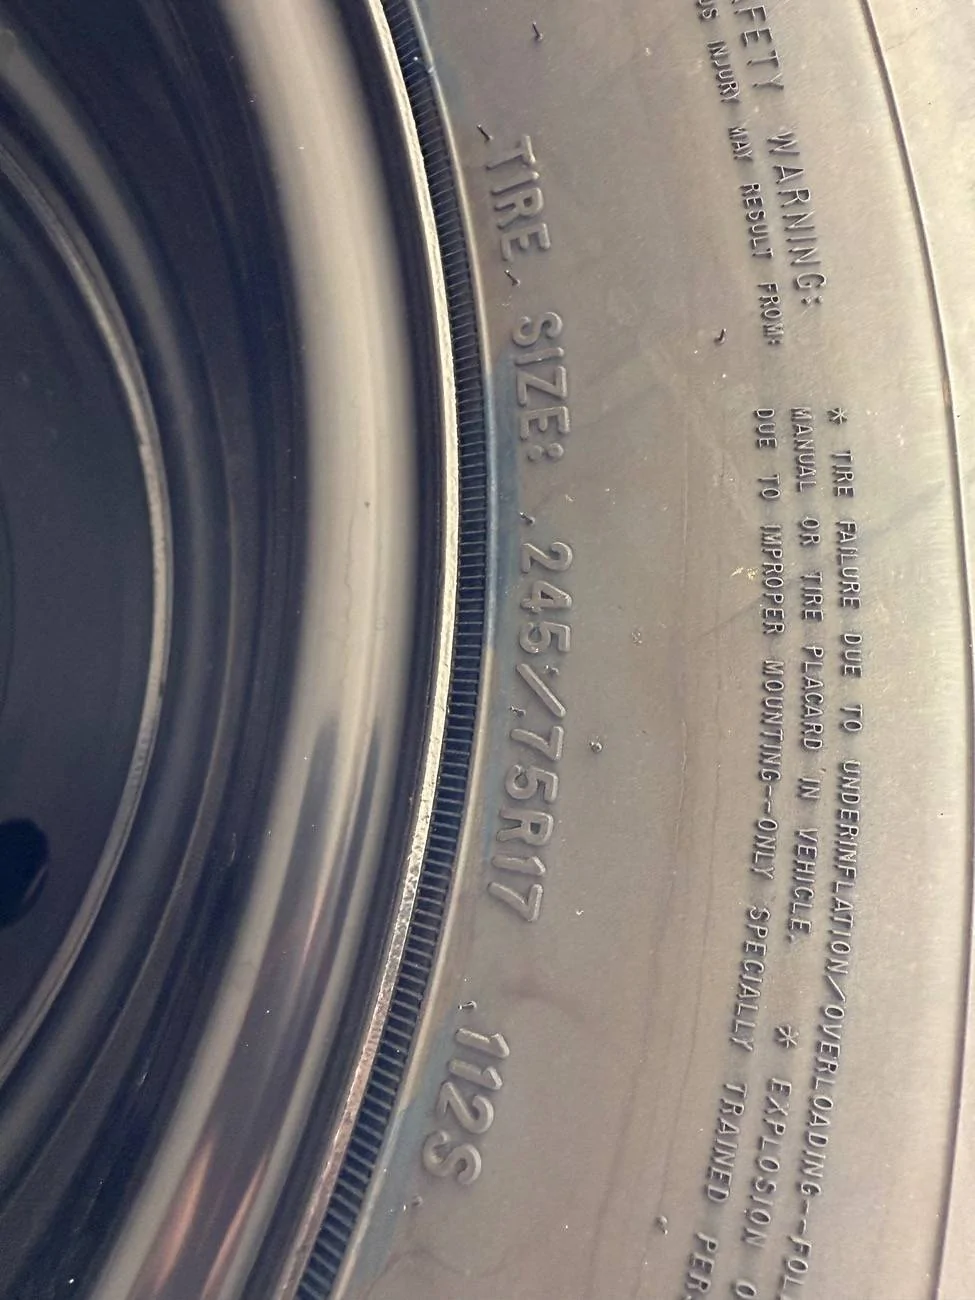 SAFETY WARNING:
INJURY MAY RESULT FROM:
* TIRE FAILURE DUE TO UNDERINFLATION/OVERLOADING--
MANUAL OR TIRE PLACARD IN VEHICLE. * EXPLOSION
DUE TO IMPROPER MOUNTING--ONLY SPECIALLY TRAINED
TIRE SIZE: 245/75R17 112S